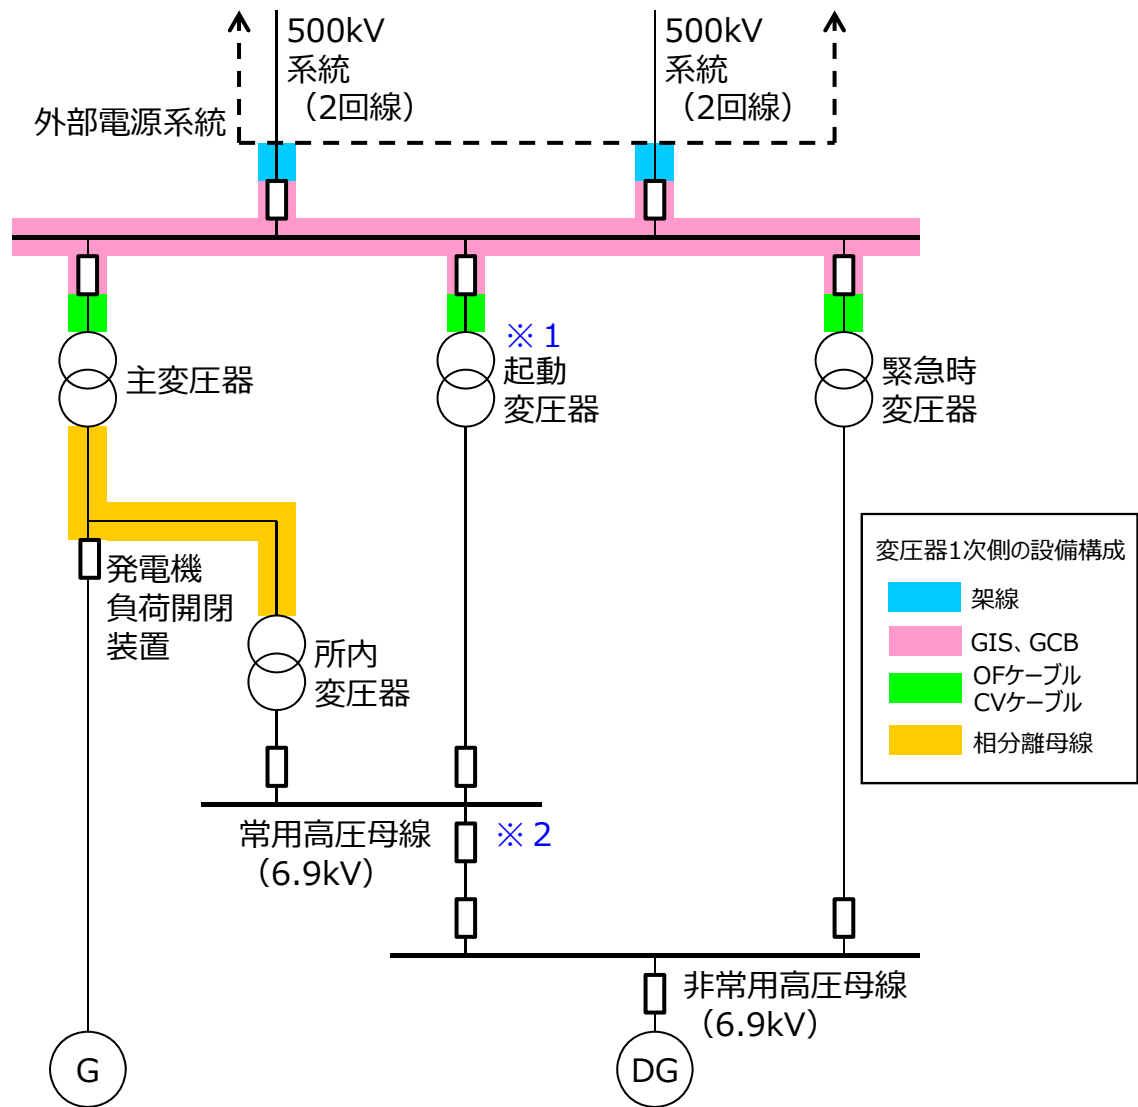 500kV
系統
（2回線）
500kV
系統
（2回線）
外部電源系統
主変圧器
※１
起動
変圧器
緊急時
変圧器
発電機
負荷開閉
装置
所内
変圧器
変圧器1次側の設備構成
架線
GIS、GCB
OFケーブル
CVケーブル
相分離母線
常用高圧母線
（6.9kV）
※２
非常用高圧母線
（6.9kV）
G
DG